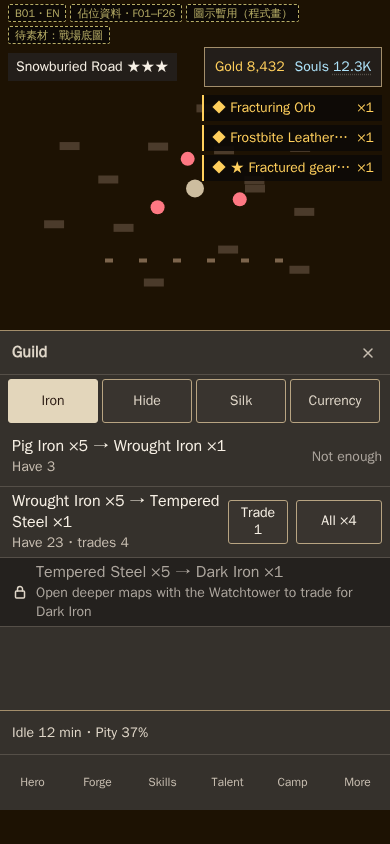 B01・EN
佔位資料・F01–F26
圖示暫用（程式畫）
待素材：戰場底圖
Snowburied Road ★★★
Gold 8,432 Souls 12.3K
◆ Fracturing Orb ×1
◆ Frostbite Leather… ×1
◆ ★ Fractured gear… ×1
Guild ×
Iron
Hide
Silk
Currency
Pig Iron ×5 → Wrought Iron ×1
Have 3
Not enough
Wrought Iron ×5 → Tempered
Steel ×1
Have 23・trades 4
Trade
1
All ×4
Tempered Steel ×5 → Dark Iron ×1
Open deeper maps with the Watchtower to trade for
Dark Iron
Idle 12 min・Pity 37%
Hero
Forge
Skills
Talent
Camp
More